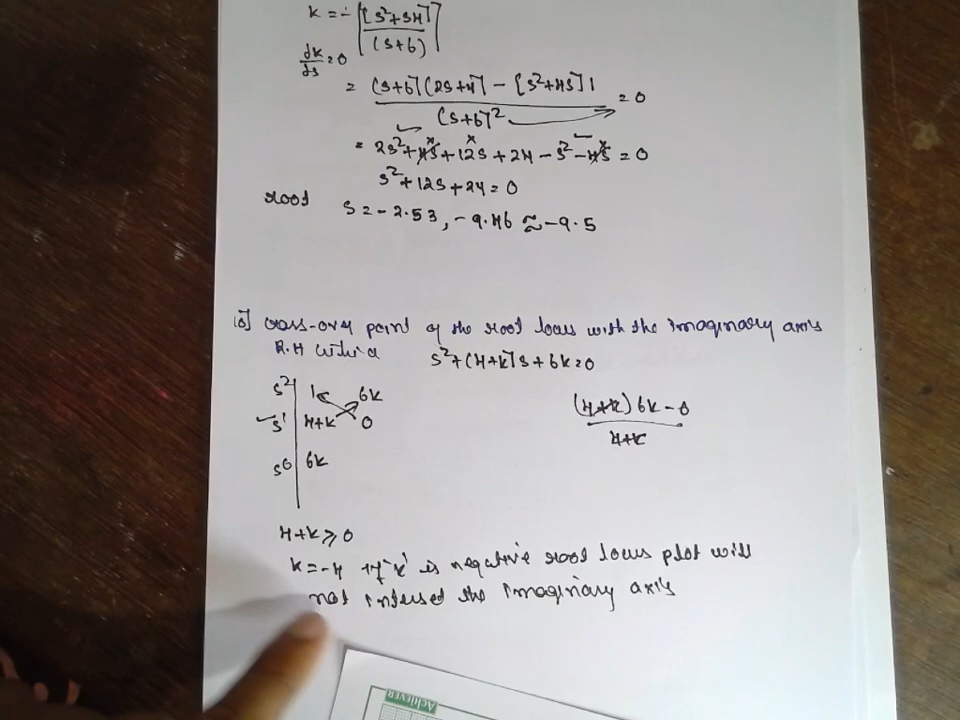 k = - [ [s²+4s] / (s+6) ]
dk/ds = 0
= (s+6)(2s+4) - [s²+4s] 1 / (s+6)² = 0
= 2s²+4s+12s+24-s²-4s = 0
s²+12s+24=0
root s=-2.53, -9.46 ≈ -9.5
6] cross-over point of the root locus with the imaginary axis
R.H s²+(4+k)s+6k=0
s² | 1 6k
s¹ | 4+k 0 (4+k)6k-0 / 4+k
s⁰ | 6k
4+k ≥ 0
k=-4 if 'k' is negative root locus plot will
not intersect the imaginary axis
ACHIEVER